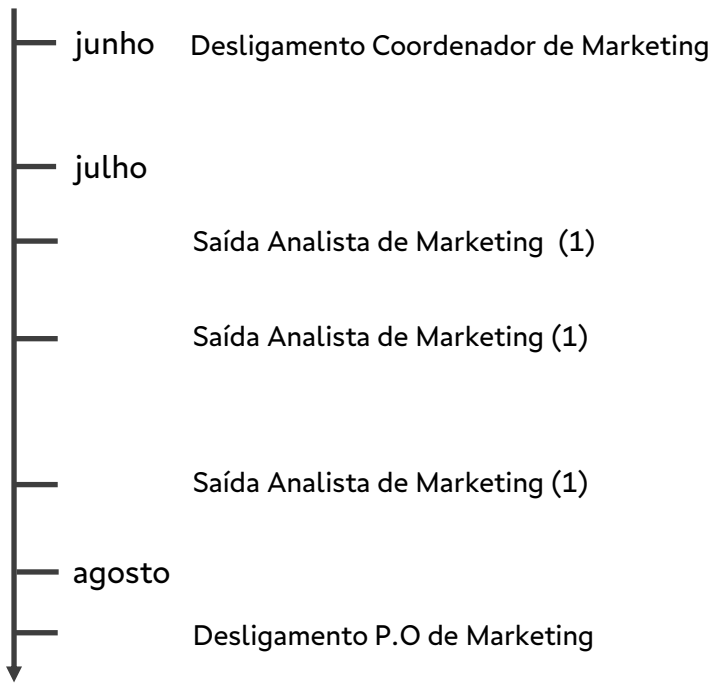 junho Desligamento Coordenador de Marketing
julho
Saída Analista de Marketing (1)
Saída Analista de Marketing (1)
Saída Analista de Marketing (1)
agosto
Desligamento P.O de Marketing